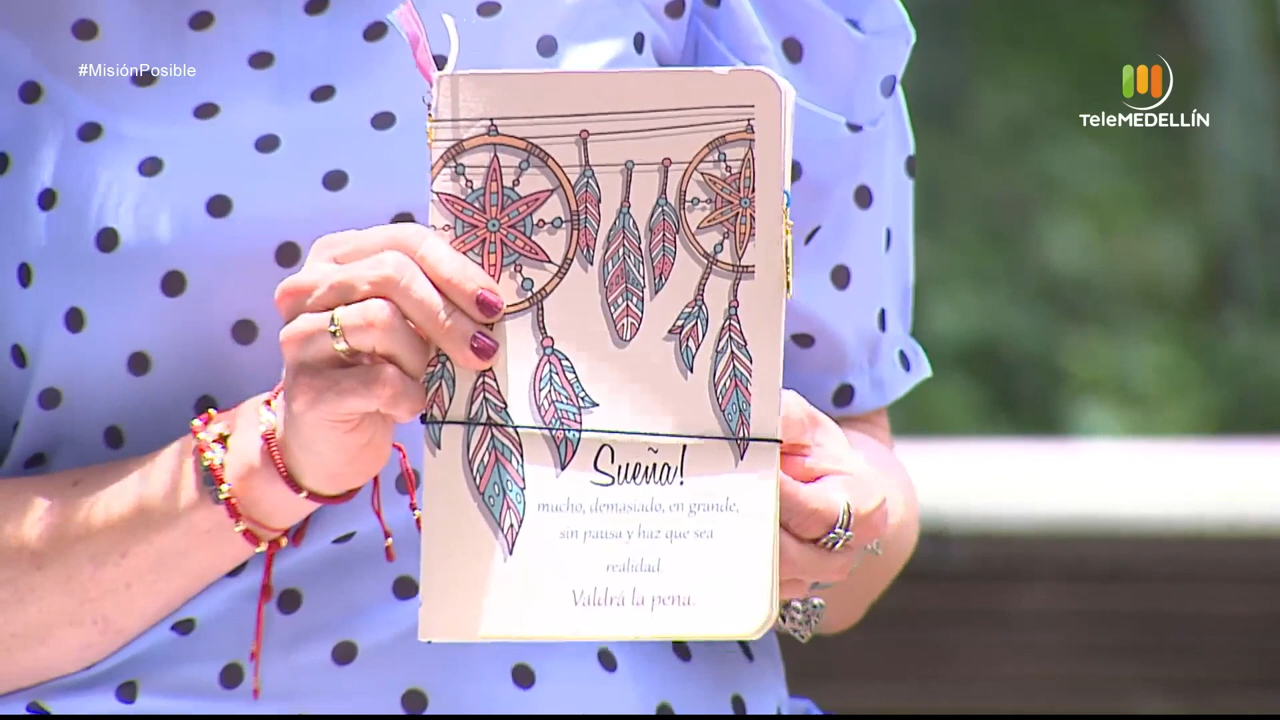 #MisiónPosible
TeleMEDELLÍN
Sueña!
mucho, demasiado, en grande,
sin pausa y haz que sea
realidad.
Valdrá la pena.